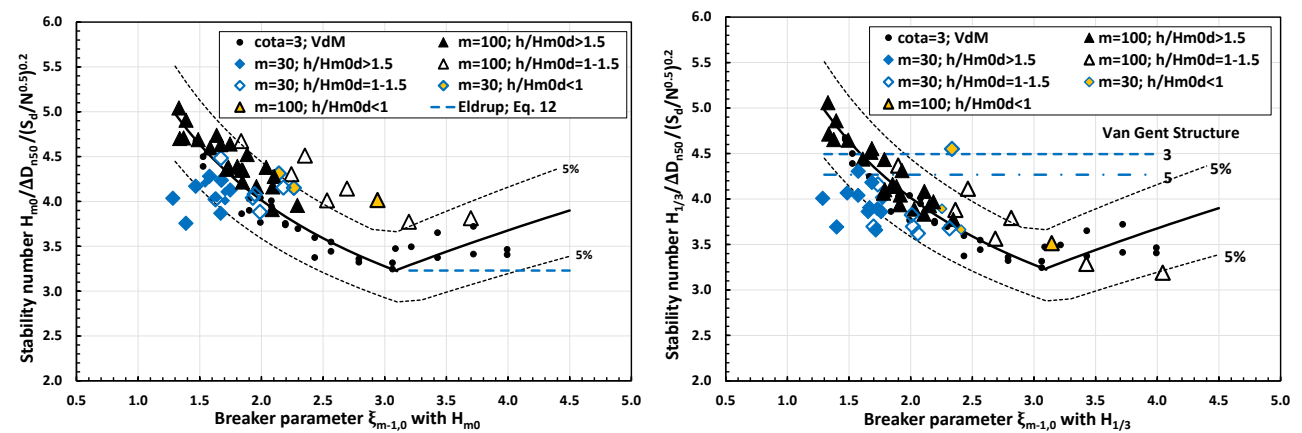 Stability number Hm0/ΔDn50/(Sd/N^0.5)^0.2
6.0
5.5
5.0
4.5
4.0
3.5
3.0
2.5
2.0
cota=3; VdM
m=100; h/Hm0d>1.5
m=30; h/Hm0d>1.5
m=100; h/Hm0d=1-1.5
m=30; h/Hm0d=1-1.5
m=30; h/Hm0d<1
m=100; h/Hm0d<1
Eldrup; Eq. 12
5%
5%
0.5 1.0 1.5 2.0 2.5 3.0 3.5 4.0 4.5 5.0
Breaker parameter ξm-1,0 with Hm0
Stability number H1/3/ΔDn50/(Sd/N^0.5)^0.2
6.0
5.5
5.0
4.5
4.0
3.5
3.0
2.5
2.0
cota=3; VdM
m=100; h/Hm0d>1.5
m=30; h/Hm0d>1.5
m=100; h/Hm0d=1-1.5
m=30; h/Hm0d=1-1.5
m=30; h/Hm0d<1
m=100; h/Hm0d<1
Van Gent Structure
3
5
5%
5%
0.5 1.0 1.5 2.0 2.5 3.0 3.5 4.0 4.5 5.0
Breaker parameter ξm-1,0 with H1/3